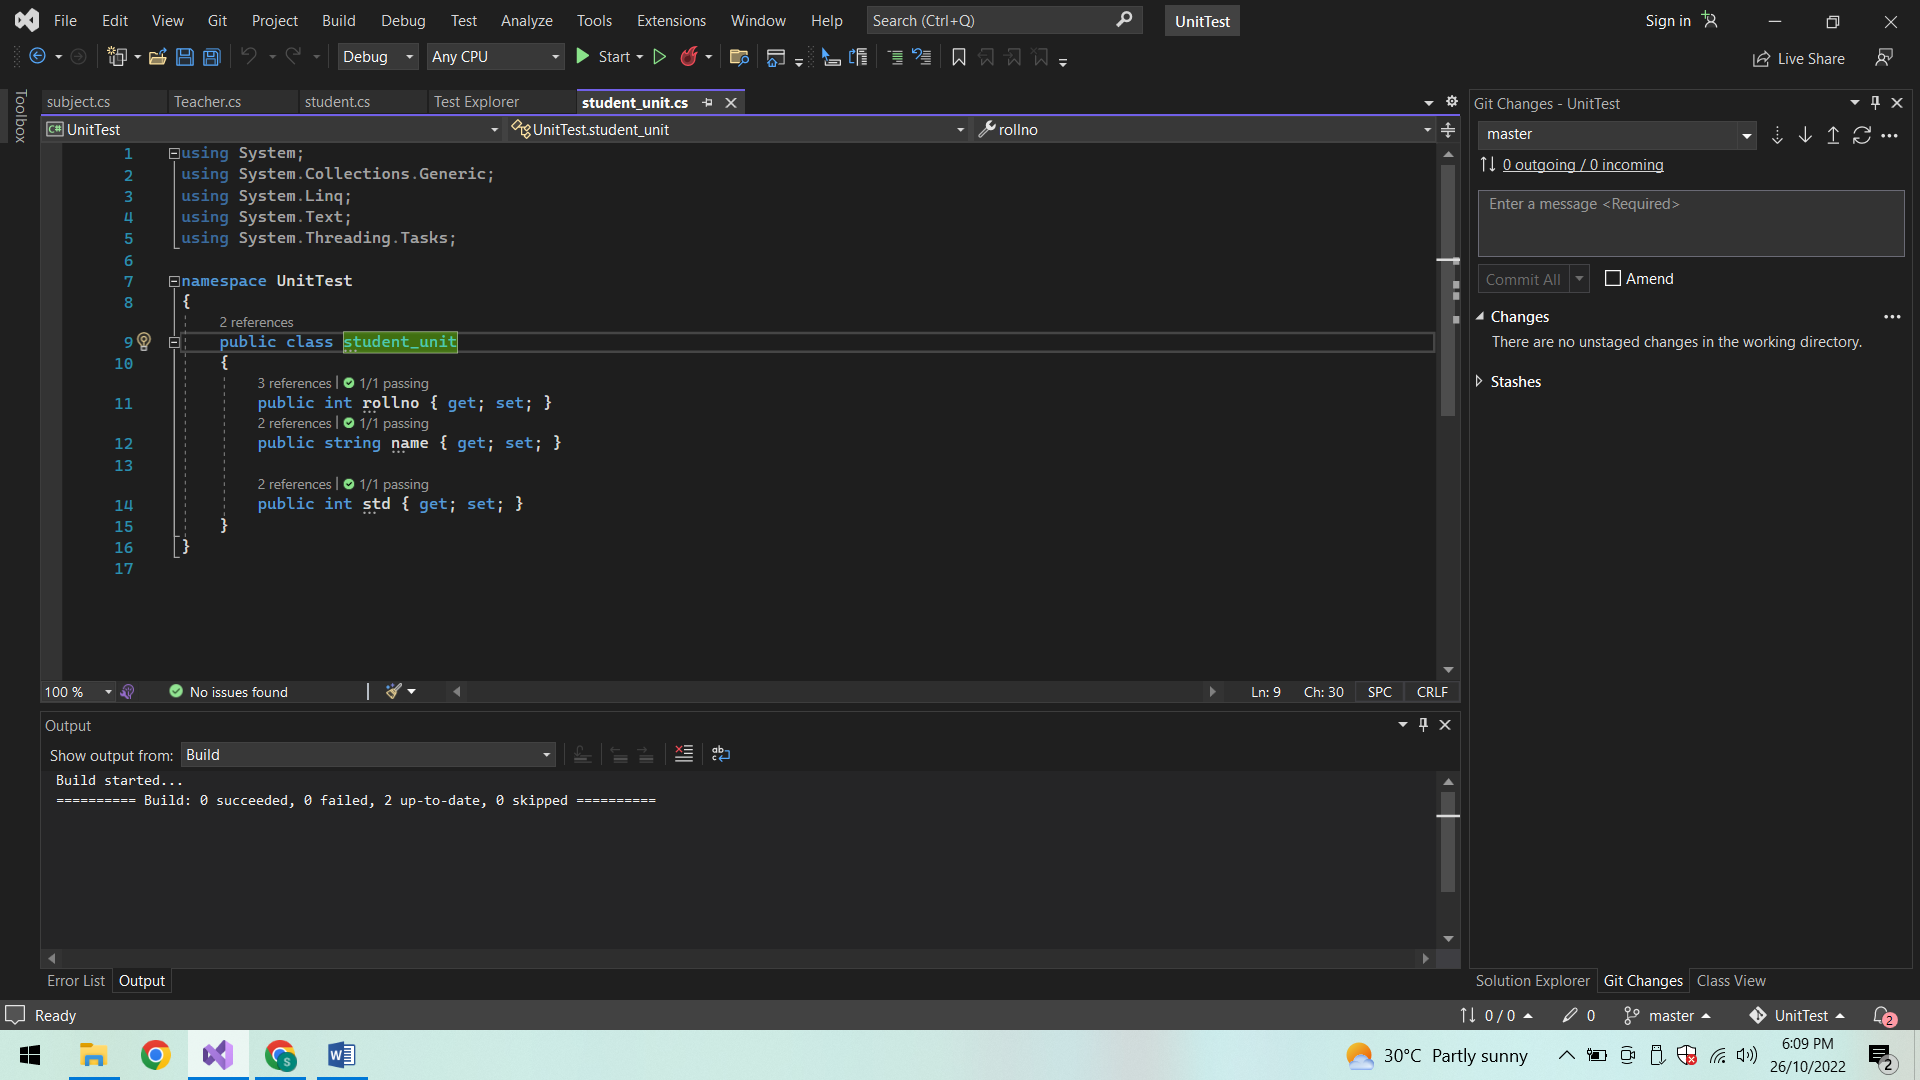 File Edit View Git Project Build Debug Test Analyze Tools Extensions Window Help Search (Ctrl+Q) UnitTest Sign in
Debug Any CPU Start Live Share
Toolbox
subject.cs Teacher.cs student.cs Test Explorer student_unit.cs
C# UnitTest UnitTest.student_unit rollno
1 using System;
2 using System.Collections.Generic;
3 using System.Linq;
4 using System.Text;
5 using System.Threading.Tasks;
6
7 namespace UnitTest
8 {
2 references
9 public class student_unit
10 {
3 references | 1/1 passing
11 public int rollno { get; set; }
2 references | 1/1 passing
12 public string name { get; set; }
13
2 references | 1/1 passing
14 public int std { get; set; }
15 }
16 }
17
100 % No issues found Ln: 9 Ch: 30 SPC CRLF
Output
Show output from: Build
Build started...
========== Build: 0 succeeded, 0 failed, 2 up-to-date, 0 skipped ==========
Error List Output
Git Changes - UnitTest
master
0 outgoing / 0 incoming
Enter a message <Required>
Commit All Amend
Changes
There are no unstaged changes in the working directory.
Stashes
Solution Explorer Git Changes Class View
Ready 0 / 0 0 master UnitTest 2
S W 30°C Partly sunny 6:09 PM
26/10/2022 2